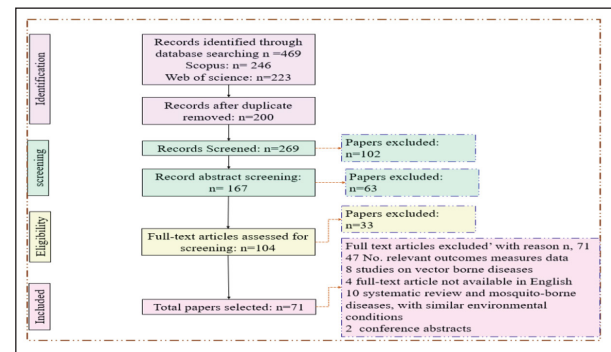 Identification
Records identified through
database searching n =469
Scopus: n= 246
Web of science: n=223
Records after duplicate
removed: n=200
screening
Records Screened: n=269
Papers excluded:
n=102
Record abstract screening:
n= 167
Papers excluded:
n=63
Eligibility
Full-text articles assessed for
screening: n=104
Papers excluded:
n=33
Included
Total papers selected: n=71
Full text articles excluded' with reason n, 71
47 No. relevant outcomes measures data
8 studies on vector borne diseases
4 full-text article not available in English
10 systematic review and mosquito-borne
diseases, with similar environmental
conditions
2 conference abstracts